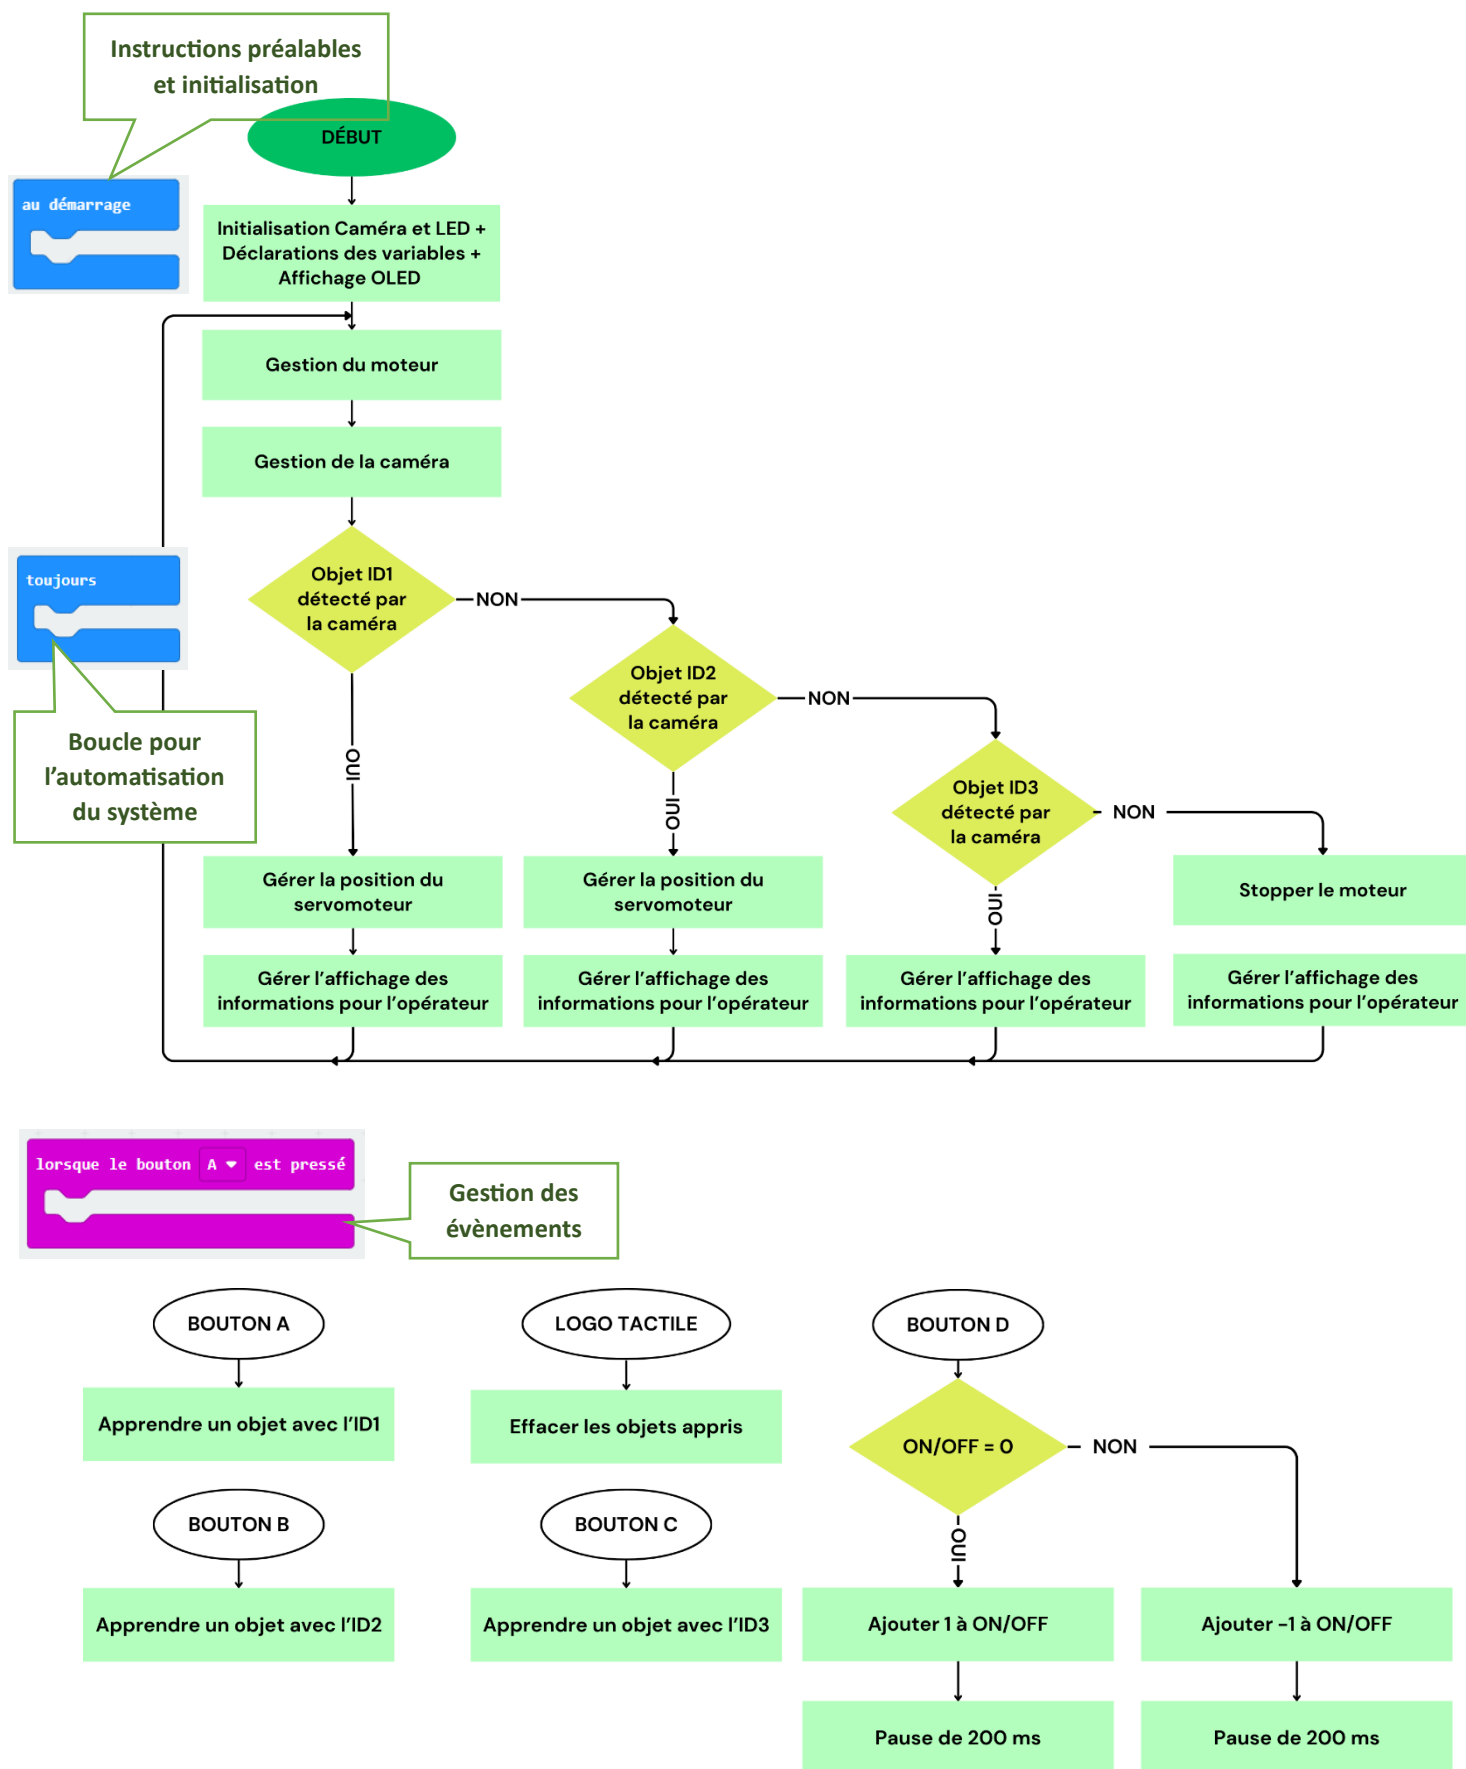 Instructions préalables
et initialisation
DÉBUT
au démarrage
Initialisation Caméra et LED +
Déclarations des variables +
Affichage OLED
Gestion du moteur
Gestion de la caméra
toujours
Objet ID1
détecté par
la caméra
NON
Objet ID2
détecté par
la caméra
NON
Boucle pour
l’automatisation
du système
OUI
OUI
Objet ID3
détecté par
la caméra
NON
Gérer la position du
servomoteur
Gérer la position du
servomoteur
OUI
Stopper le moteur
Gérer l’affichage des
informations pour l’opérateur
Gérer l’affichage des
informations pour l’opérateur
Gérer l’affichage des
informations pour l’opérateur
Gérer l’affichage des
informations pour l’opérateur
lorsque le bouton A est pressé
Gestion des
évènements
BOUTON A
Apprendre un objet avec l’ID1
LOGO TACTILE
Effacer les objets appris
BOUTON D
ON/OFF = 0
NON
BOUTON B
Apprendre un objet avec l’ID2
BOUTON C
Apprendre un objet avec l’ID3
OUI
Ajouter 1 à ON/OFF
Ajouter -1 à ON/OFF
Pause de 200 ms
Pause de 200 ms